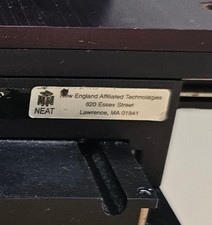 New England Affiliated Technologies
620 Essex Street
Lawrence, MA 01841
NEAT